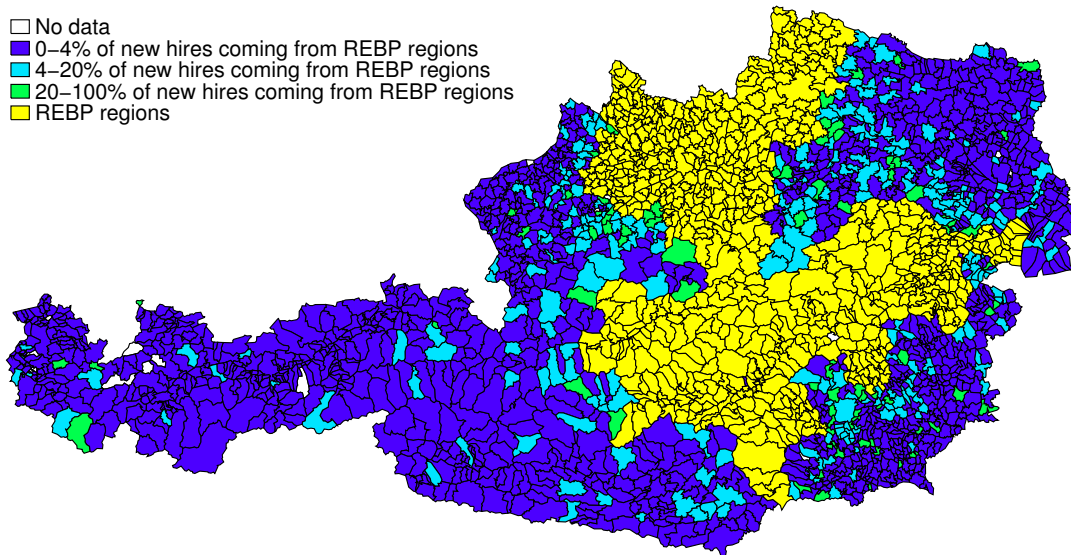 No data
0−4% of new hires coming from REBP regions
4−20% of new hires coming from REBP regions
20−100% of new hires coming from REBP regions
REBP regions